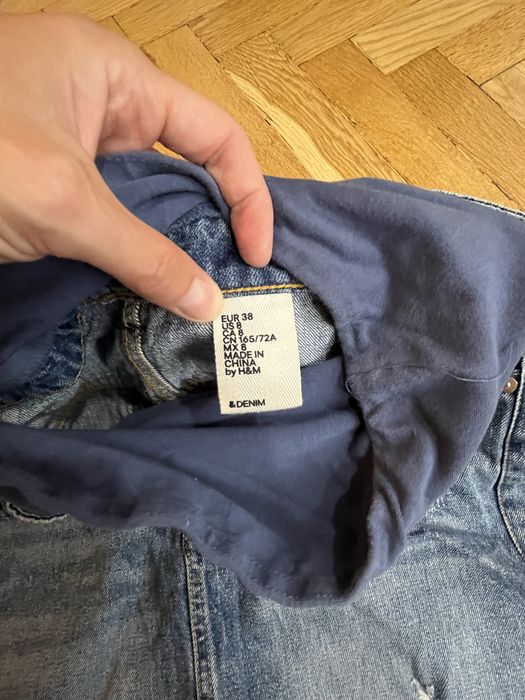 EUR 38
US 8
CA 8
CN 165/72A
MX 8
MADE IN
CHINA
by H&M
&DENIM